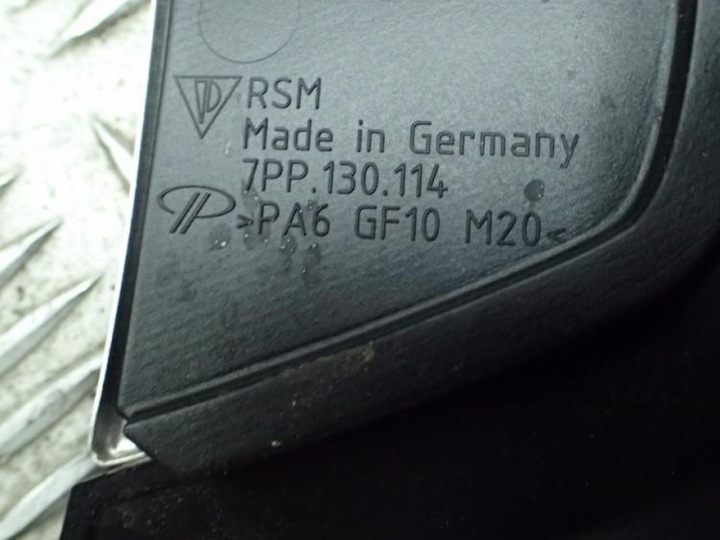 RSM
Made in Germany
7PP.130.114
>PA6 GF10 M20<